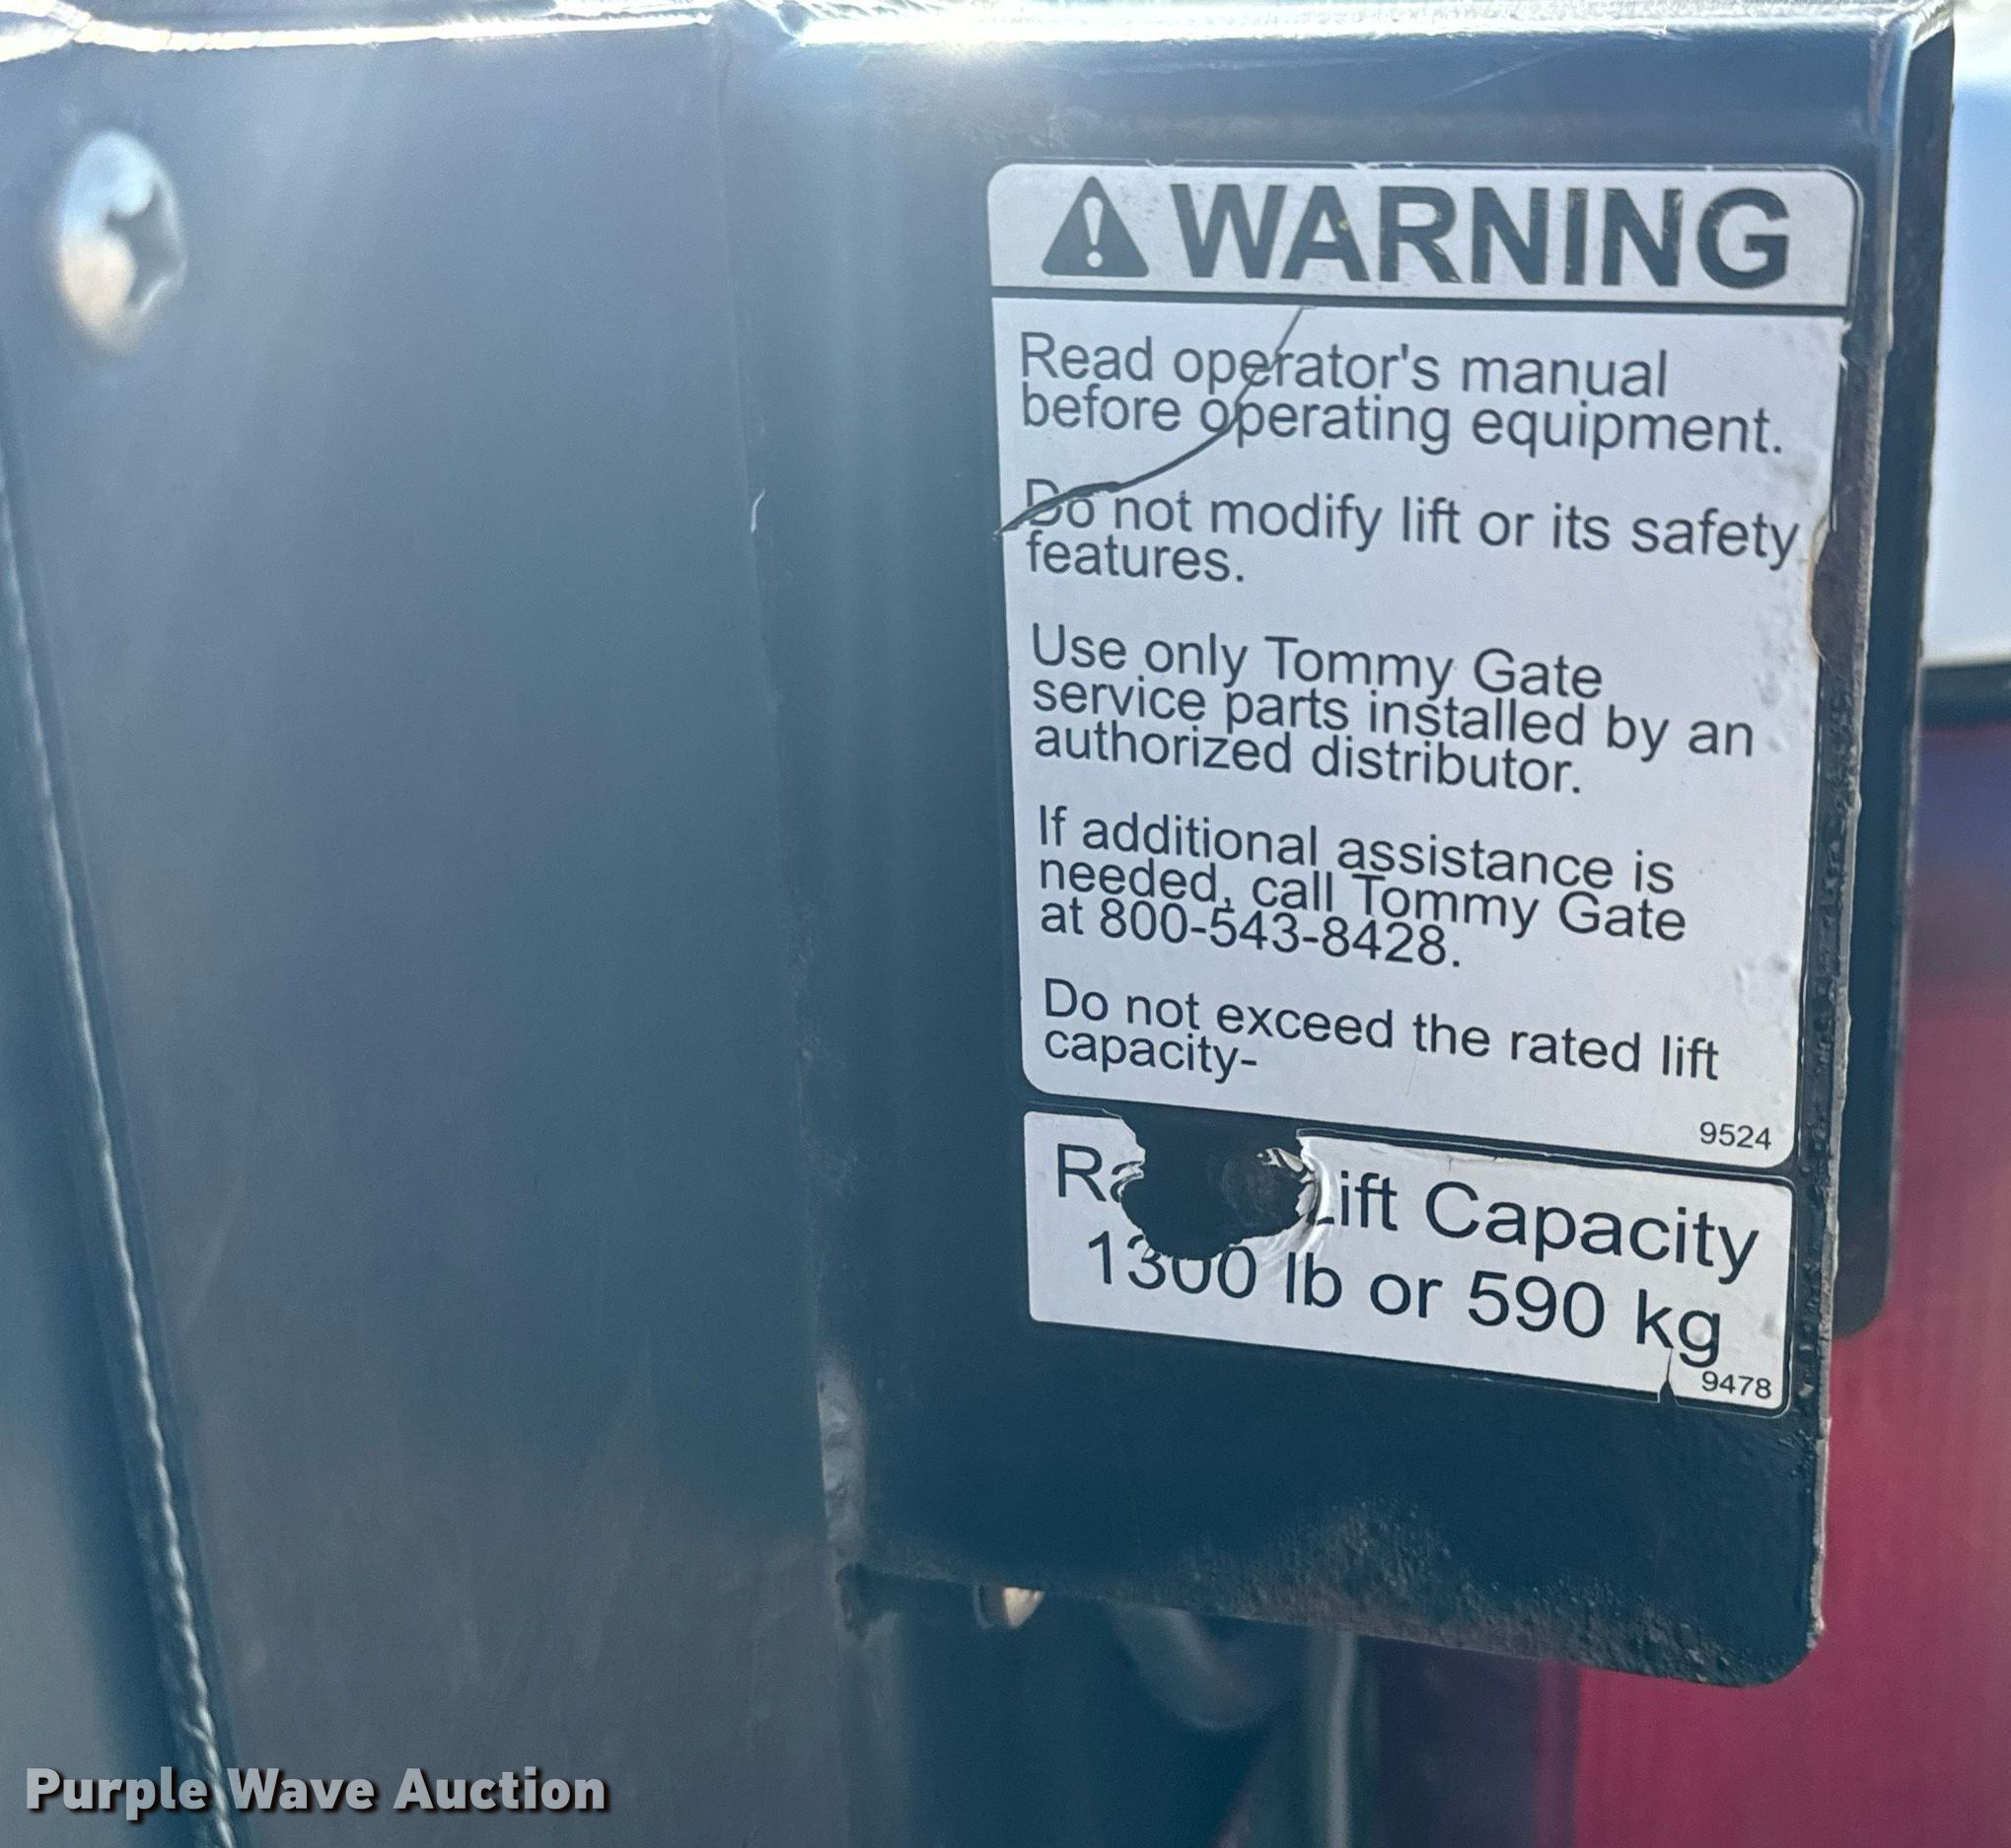 WARNING
Read operator's manual
before operating equipment.
Do not modify lift or its safety
features.
Use only Tommy Gate
service parts installed by an
authorized distributor.
If additional assistance is
needed, call Tommy Gate
at 800-543-8428.
Do not exceed the rated lift
capacity-
9524
Lift Capacity
1300 lb or 590 kg
9478
Purple Wave Auction